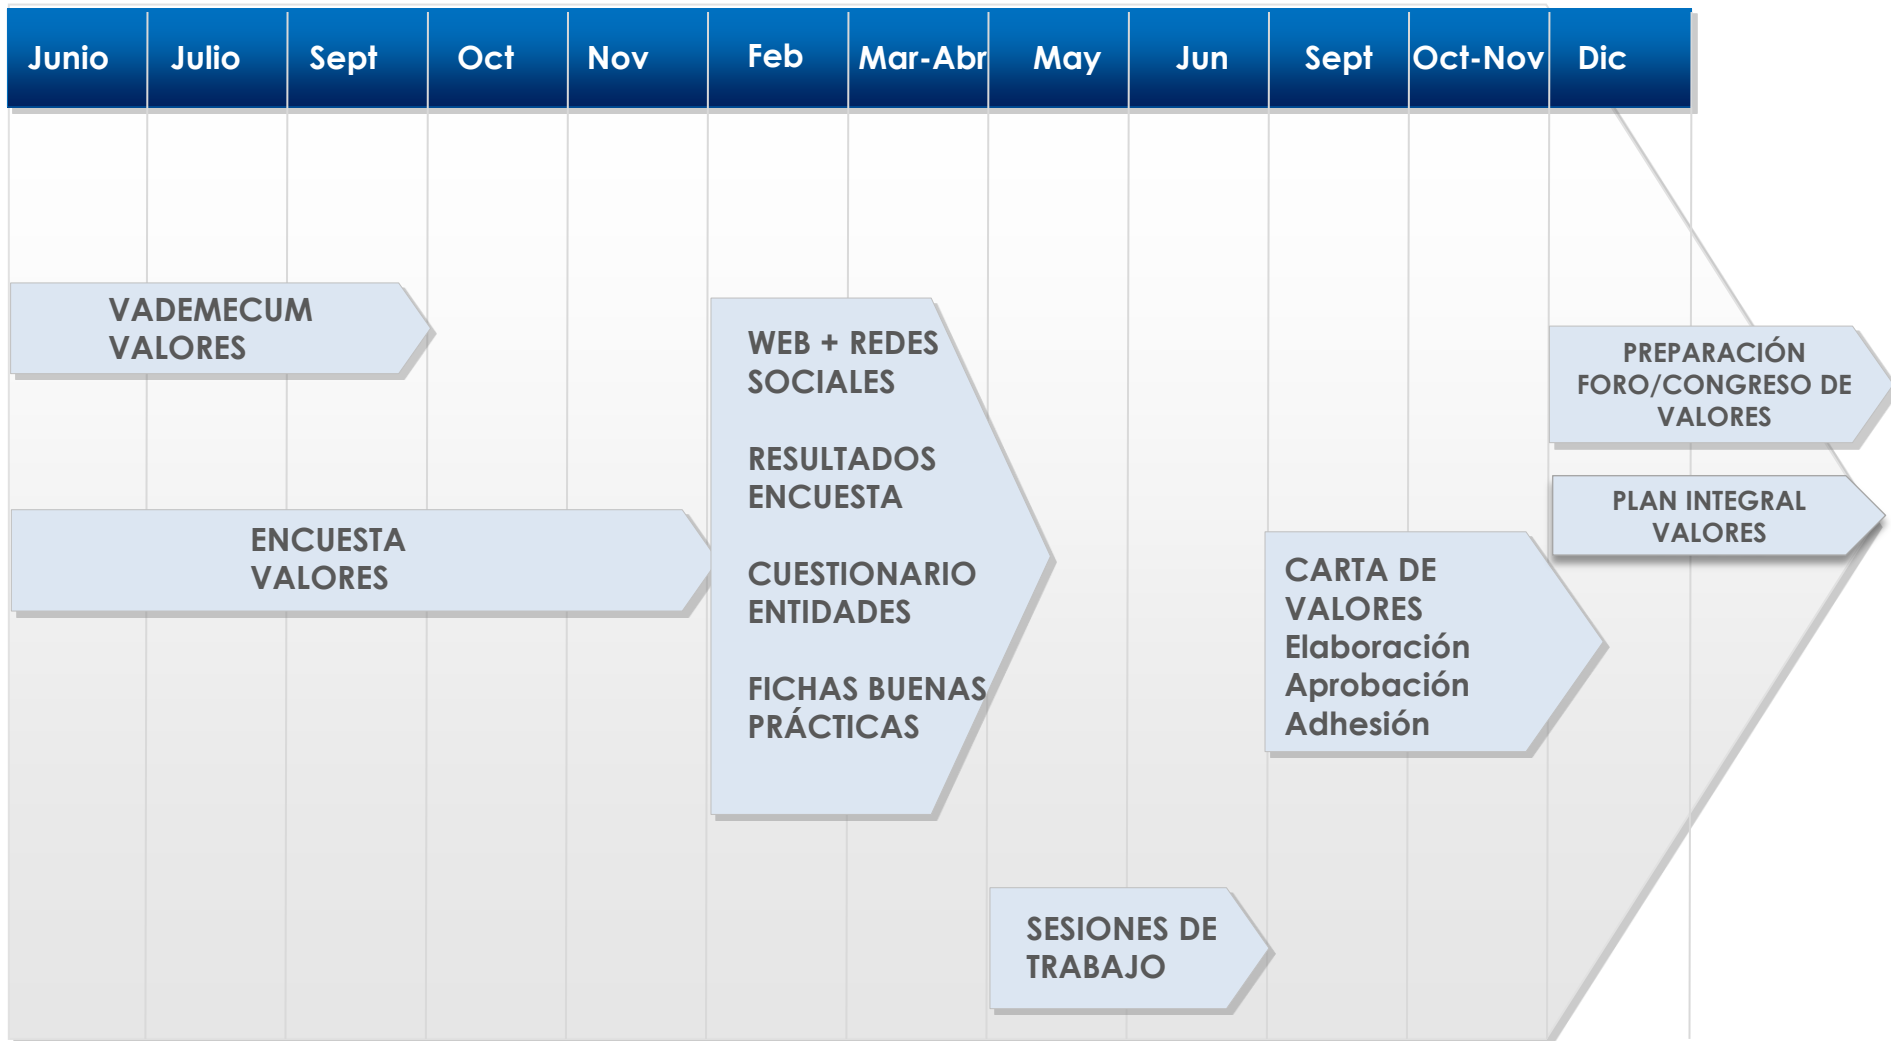 Junio Julio Sept Oct Nov Feb Mar-Abr May Jun Sept Oct-Nov Dic
VADEMECUM
VALORES
ENCUESTA
VALORES
WEB + REDES
SOCIALES
RESULTADOS
ENCUESTA
CUESTIONARIO
ENTIDADES
FICHAS BUENAS
PRÁCTICAS
SESIONES DE
TRABAJO
CARTA DE
VALORES
Elaboración
Aprobación
Adhesión
PREPARACIÓN
FORO/CONGRESO DE
VALORES
PLAN INTEGRAL
VALORES